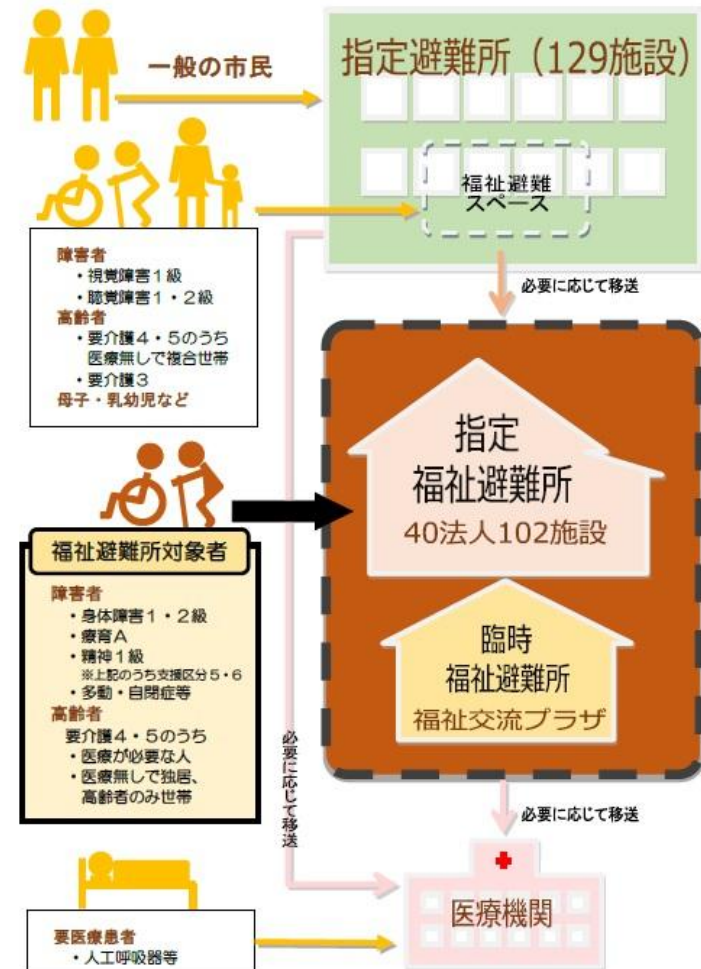 一般の市民
指定避難所（129施設）
福祉避難
スペース
障害者
・視覚障害１級
・聴覚障害１・２級
高齢者
・要介護４・５のうち
医療無しで複合世帯
・要介護３
母子・乳幼児など
必要に応じて移送
指定
福祉避難所
40法人102施設
福祉避難所対象者
障害者
・身体障害１・２級
・療育Ａ
・精神１級
※上記のうち支援区分５・６
・多動・自閉症等
高齢者
要介護４・５のうち
・医療が必要な人
・医療無しで独居、
高齢者のみ世帯
臨時
福祉避難所
福祉交流プラザ
必要に応じて移送
必要に応じて移送
医療機関
要医療患者
・人工呼吸器等